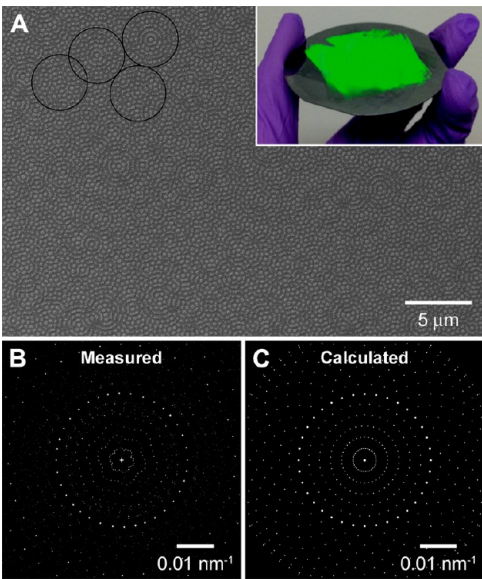 A
5 μm
B
Measured
0.01 nm⁻¹
C
Calculated
0.01 nm⁻¹